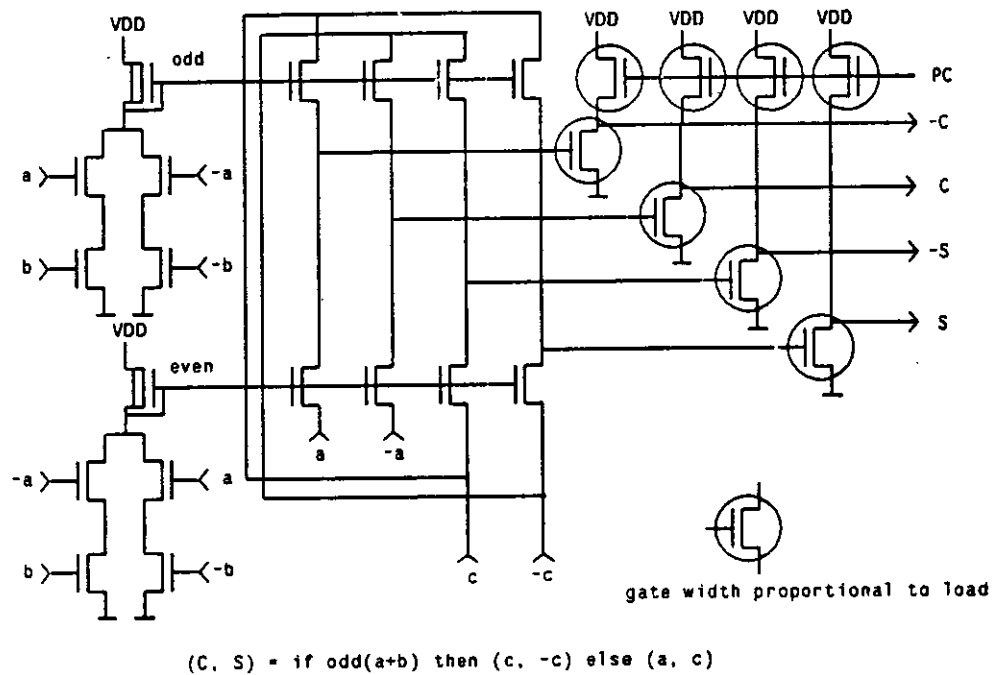 VDD
VDD VDD VDD VDD
odd
PC
-C
a -a
C
b -b
-S
VDD
S
even
a -a
-a a
b -b
c -c
gate width proportional to load
(C, S) = if odd(a+b) then (c, -c) else (a, c)